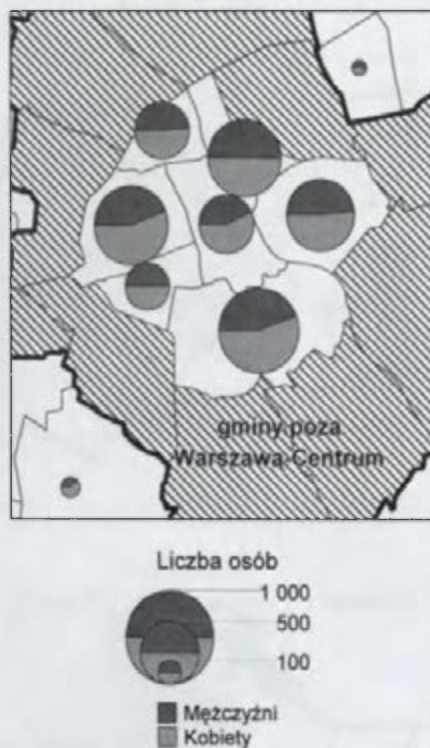 gminy poza
Warszawa-Centrum
Liczba osób
1 000
500
100
Mężczyźni
Kobiety